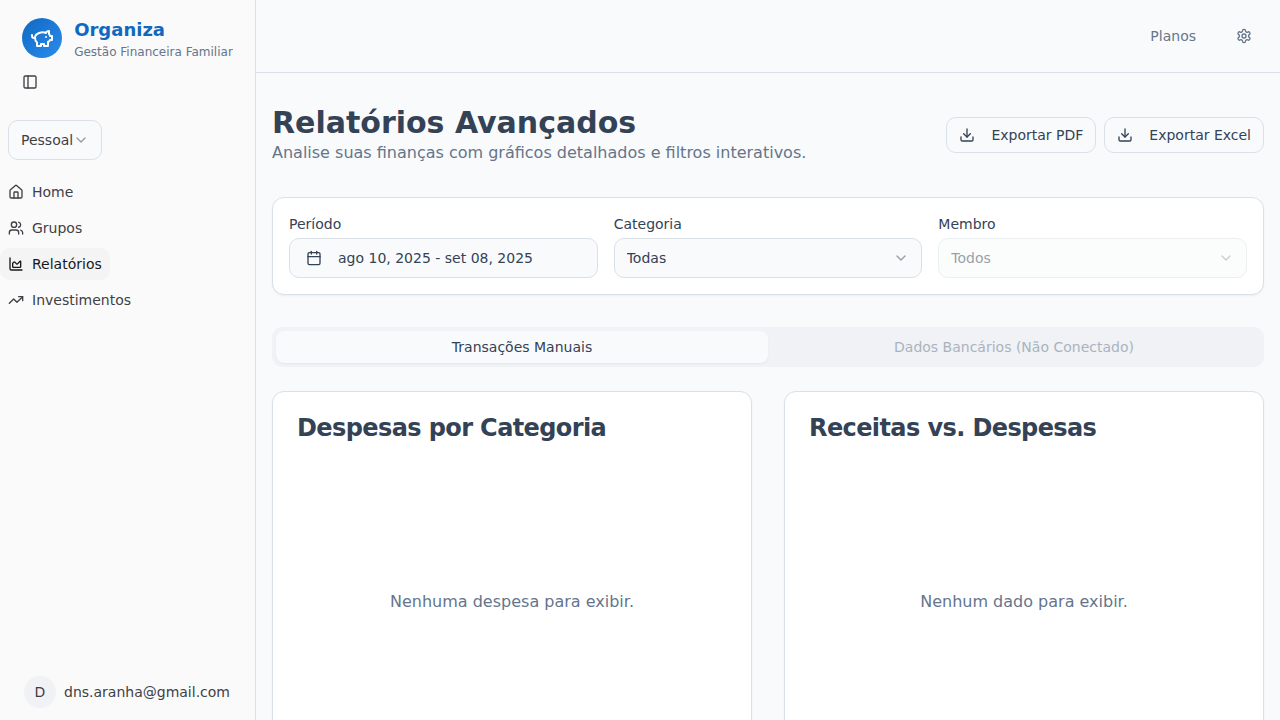 Organiza
Gestão Financeira Familiar
Planos
Pessoal
Home
Grupos
Relatórios
Investimentos
Relatórios Avançados
Analise suas finanças com gráficos detalhados e filtros interativos.
Exportar PDF
Exportar Excel
Período
Categoria
Membro
ago 10, 2025 - set 08, 2025
Todas
Todos
Transações Manuais
Dados Bancários (Não Conectado)
Despesas por Categoria
Nenhuma despesa para exibir.
Receitas vs. Despesas
Nenhum dado para exibir.
D
dns.aranha@gmail.com